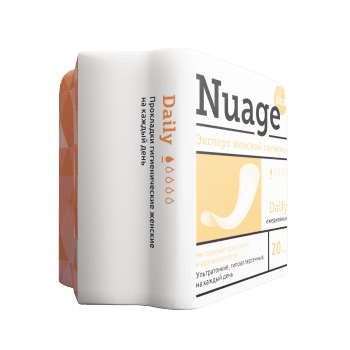 Daily
Прокладки гигиенические женские
на каждый день
Nuage
Эксперт женской гигиены
Daily
ежедневные
20
Ультратонкие, гипоаллергенные,
на каждый день